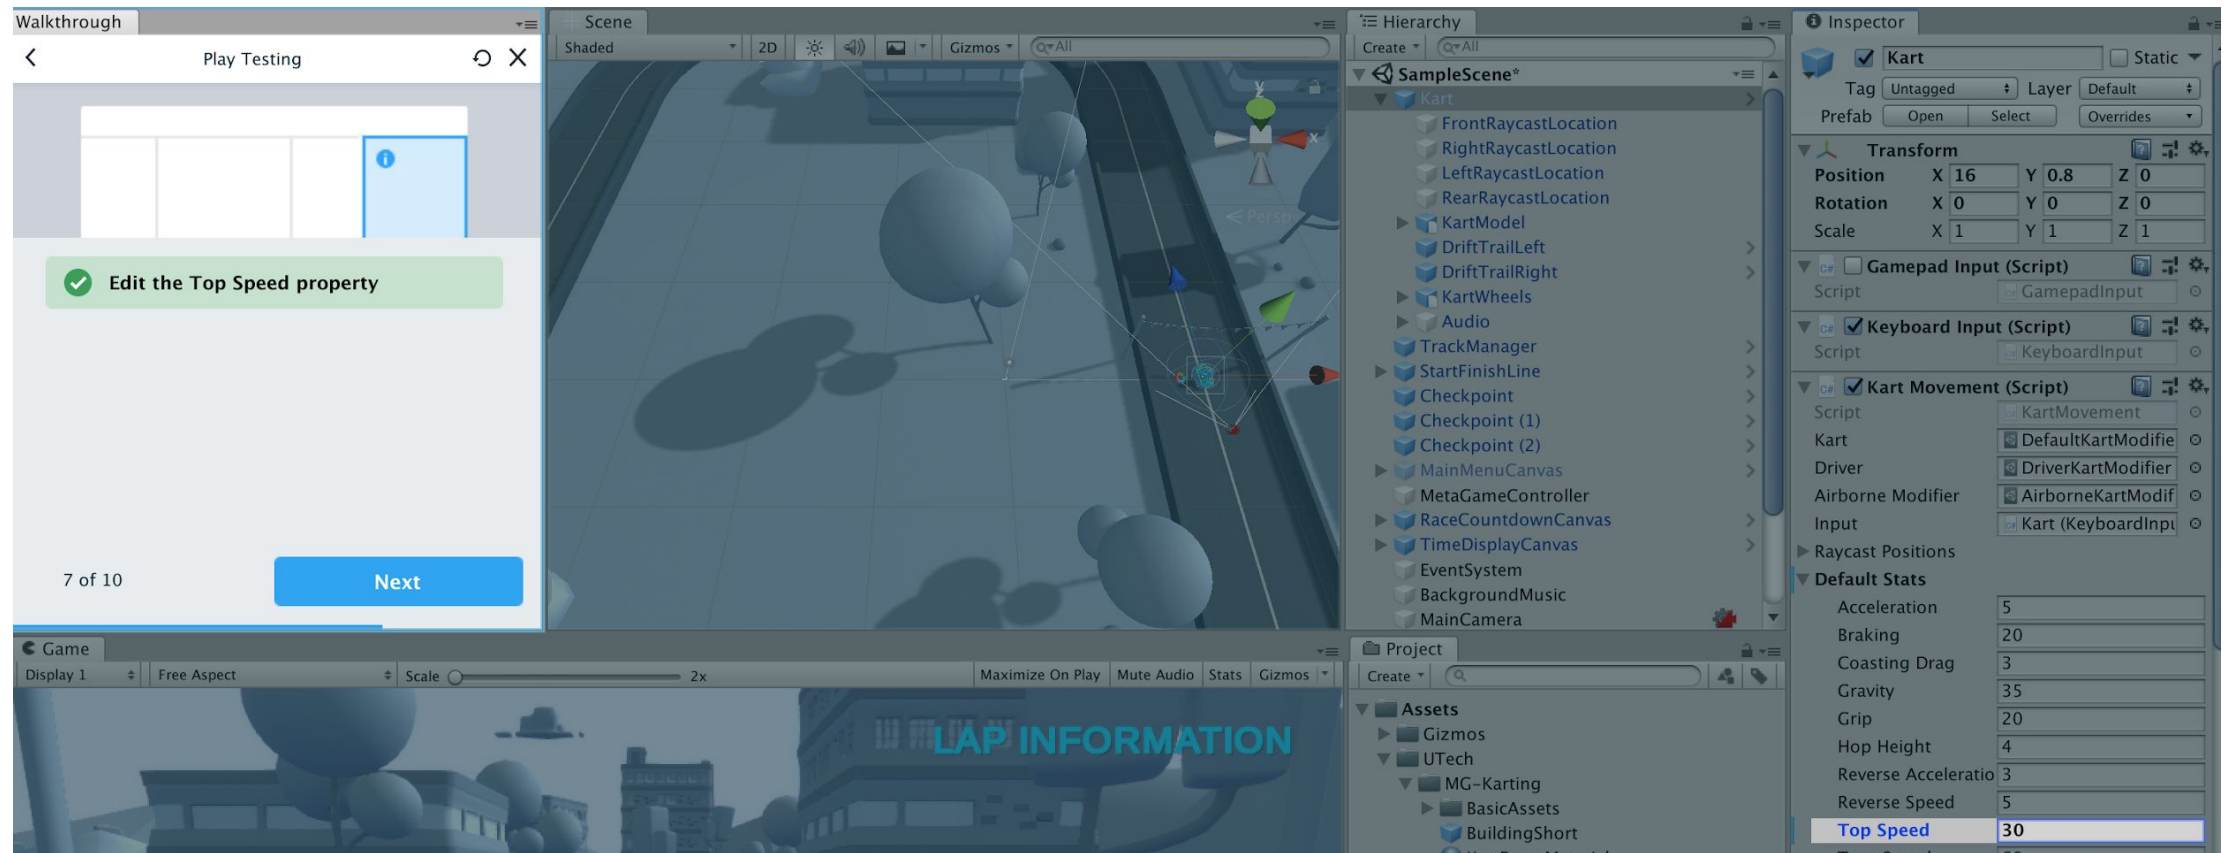 Walkthrough
Play Testing
Edit the Top Speed property
7 of 10
Next
Scene
Shaded
2D
Gizmos
All
Persp
y
x
Hierarchy
Create
All
SampleScene*
Kart
FrontRaycastLocation
RightRaycastLocation
LeftRaycastLocation
RearRaycastLocation
KartModel
DriftTrailLeft
DriftTrailRight
KartWheels
Audio
TrackManager
StartFinishLine
Checkpoint
Checkpoint (1)
Checkpoint (2)
MainMenuCanvas
MetaGameController
RaceCountdownCanvas
TimeDisplayCanvas
EventSystem
BackgroundMusic
MainCamera
Inspector
Kart
Static
Tag Untagged Layer Default
Prefab Open Select Overrides
Transform
Position X 16 Y 0.8 Z 0
Rotation X 0 Y 0 Z 0
Scale X 1 Y 1 Z 1
C# Gamepad Input (Script)
Script GamepadInput
C# Keyboard Input (Script)
Script KeyboardInput
C# Kart Movement (Script)
Script KartMovement
Kart DefaultKartModifie
Driver DriverKartModifier
Airborne Modifier AirborneKartModif
Input Kart (KeyboardInpu
Raycast Positions
Default Stats
Acceleration 5
Braking 20
Coasting Drag 3
Gravity 35
Grip 20
Hop Height 4
Reverse Acceleratio 3
Reverse Speed 5
Top Speed 30
Game
Display 1 Free Aspect Scale 2x Maximize On Play Mute Audio Stats Gizmos
LAP INFORMATION
Project
Create
Assets
Gizmos
UTech
MG-Karting
BasicAssets
BuildingShort